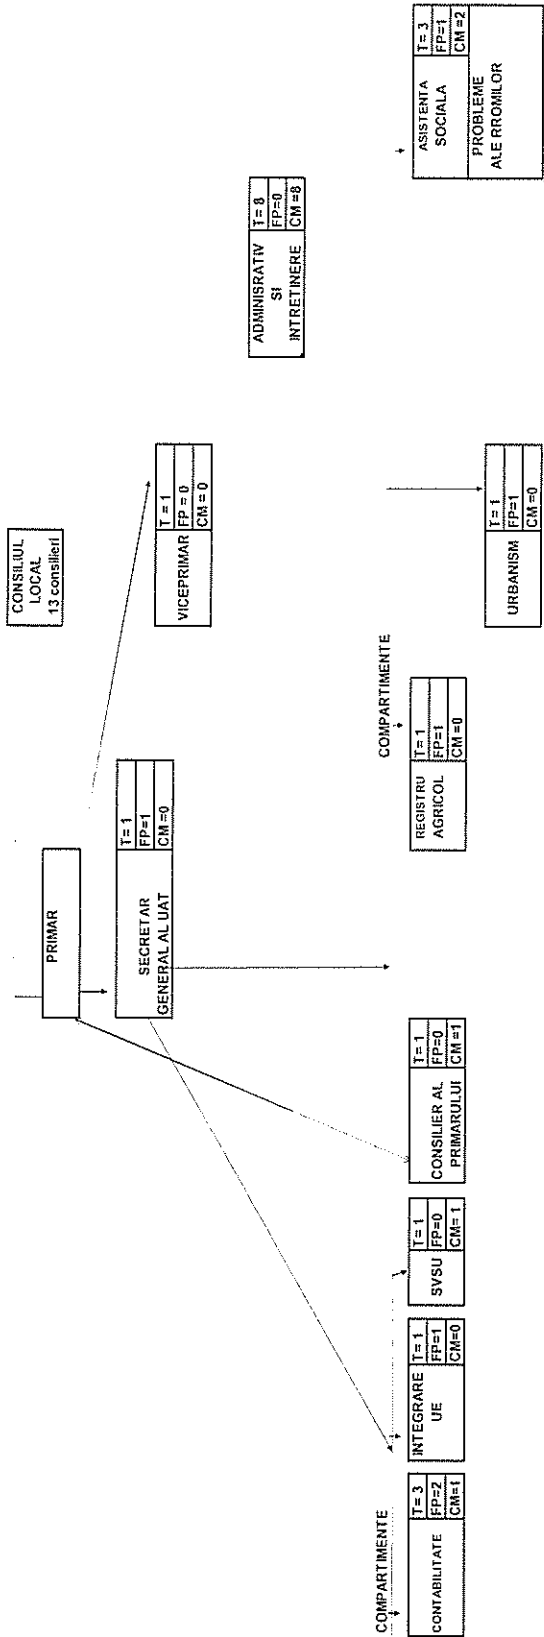 CONSILIUL
LOCAL
13 consilieri
PRIMAR
VICEPRIMAR
T = 1
FP = 0
CM = 0
SECRETAR
GENERAL AL UAT
T = 1
FP=1
CM =0
ADMINISRATIV
SI
INTRETINERE
T= 8
FP=0
CM =8
COMPARTIMENTE
COMPARTIMENTE
CONTABILITATE
T= 3
FP=2
CM=1
INTEGRARE
UE
T= 1
FP=1
CM=0
SVSU
T= 1
FP=0
CM= 1
CONSILIER AL
PRIMARULUI
T= 1
FP=0
CM =1
REGISTRU
AGRICOL
T= 1
FP=1
CM =0
ASISTENTA
SOCIALA
T= 3
FP=1
CM =2
PROBLEME
ALE RROMILOR
URBANISM
T= 1
FP=1
CM=0